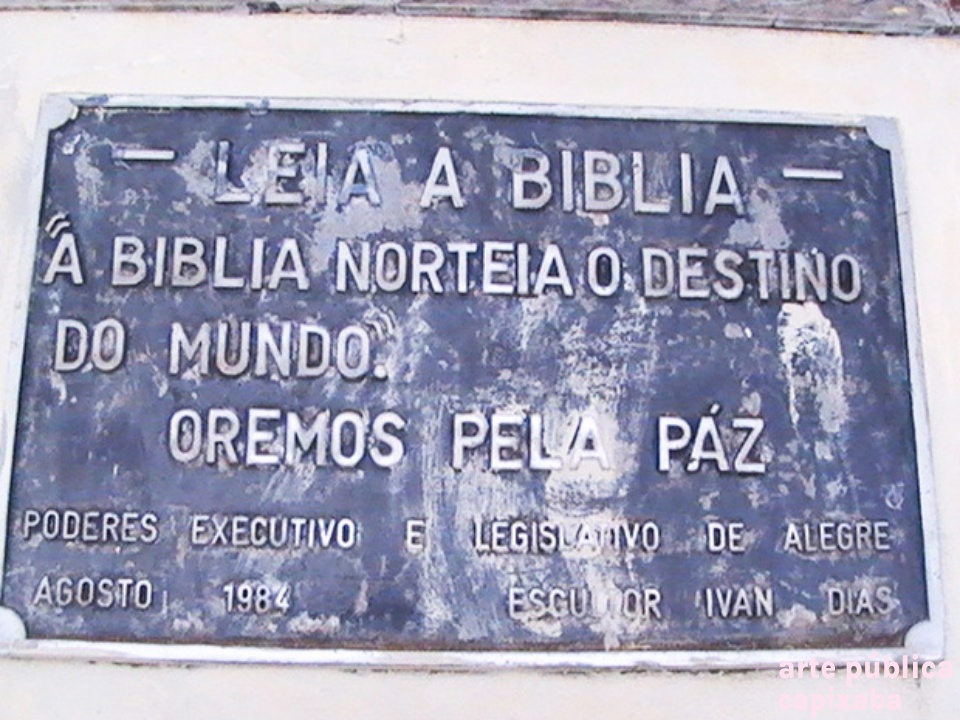 — LEIA A BIBLIA —
"A BIBLIA NORTEIA O DESTINO
DO MUNDO."
OREMOS PELA PÁZ
PODERES EXECUTIVO E LEGISLATIVO DE ALEGRE
AGOSTO 1984 ESCULTOR IVAN DIAS
arte pública
capixaba